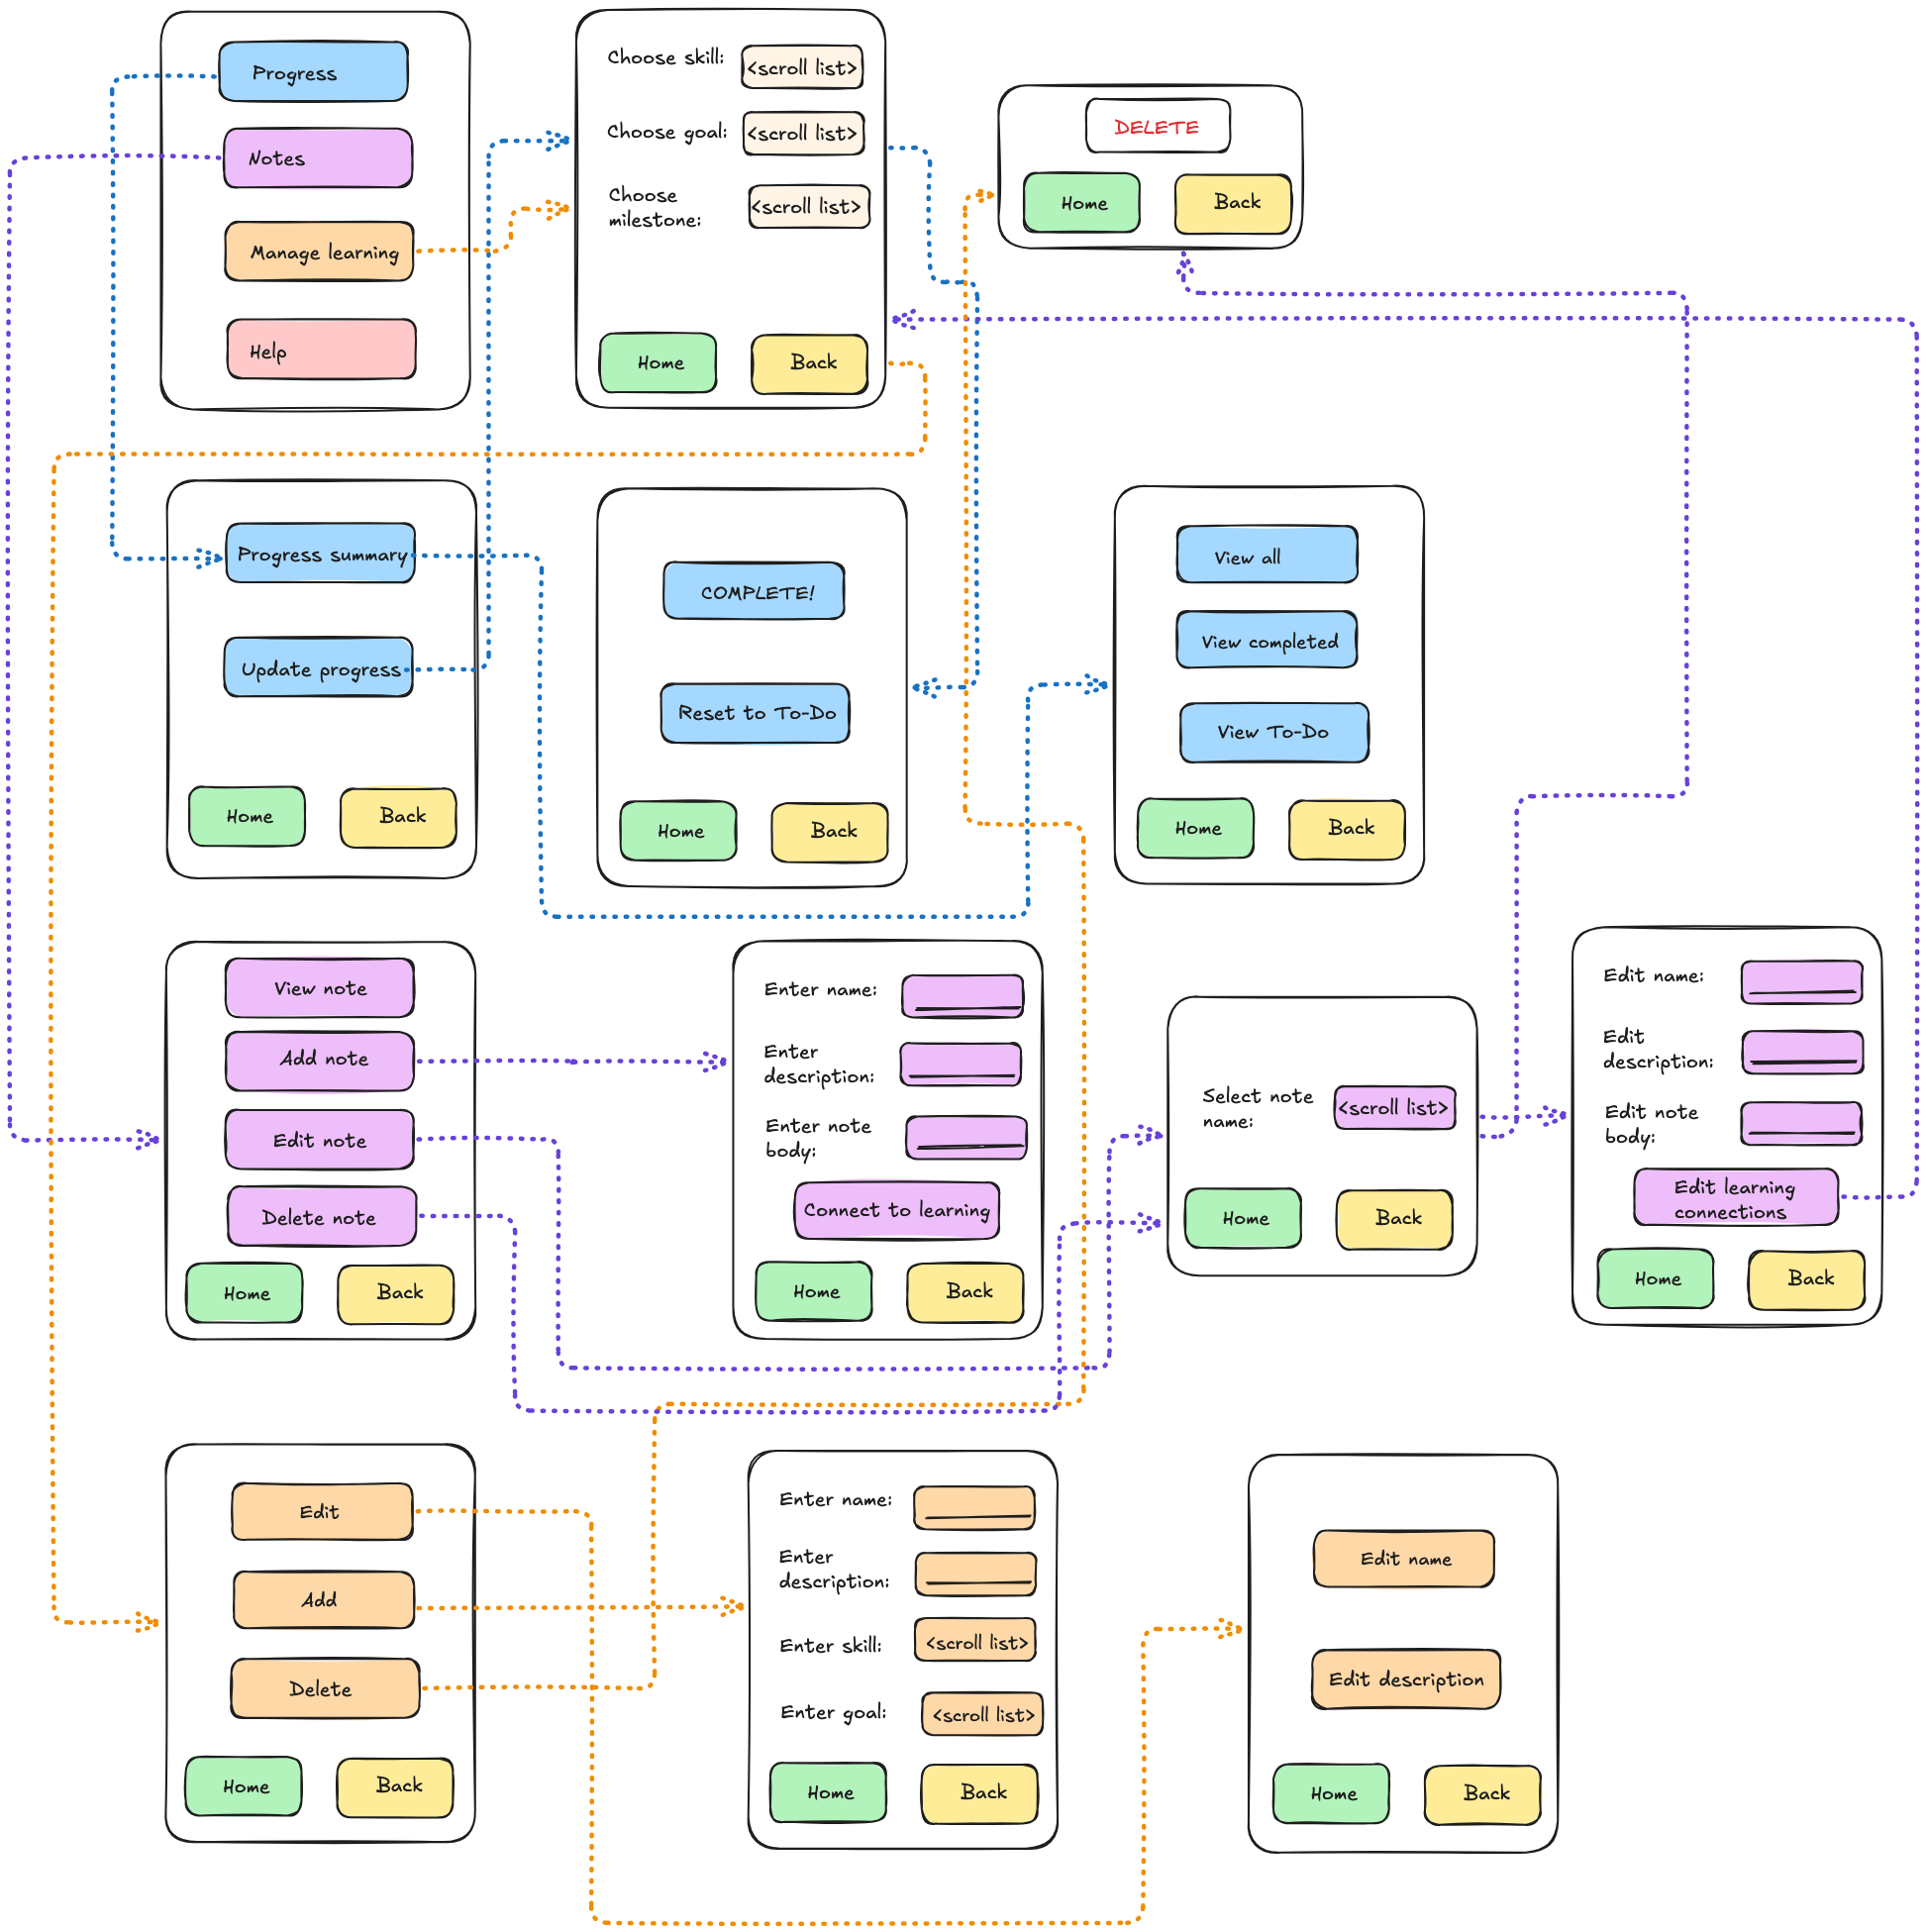 Progress
Notes
Manage learning
Help
Choose skill:
<scroll list>
Choose goal:
<scroll list>
Choose
milestone:
<scroll list>
Home
Back
DELETE
Home
Back
Progress summary
Update progress
Home
Back
COMPLETE!
Reset to To-Do
Home
Back
View all
View completed
View To-Do
Home
Back
View note
Add note
Edit note
Delete note
Home
Back
Enter name:
Enter
description:
Enter note
body:
Connect to learning
Home
Back
Select note
name:
<scroll list>
Home
Back
Edit name:
Edit
description:
Edit note
body:
Edit learning
connections
Home
Back
Edit
Add
Delete
Home
Back
Enter name:
Enter
description:
Enter skill:
<scroll list>
Enter goal:
<scroll list>
Home
Back
Edit name
Edit description
Home
Back